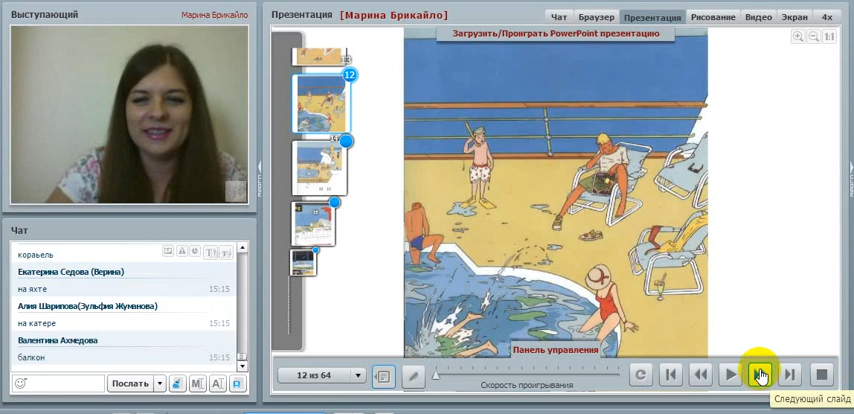 Выступающий
Марина Брикайло
Презентация [Марина Брикайло]
Чат
Браузер
Презентация
Рисование
Видео
Экран
4x
Загрузить/Проиграть PowerPoint презентацию
1:1
12
Чат
кораьель
Екатерина Седова (Верина)
на яхте 15:15
Алия Шарипова(Зульфия Жуманова)
на катере 15:15
Валентина Ахмедова
балкон 15:15
Послать
Панель управления
12 из 64
Скорость проигрывания
Следующий слайд